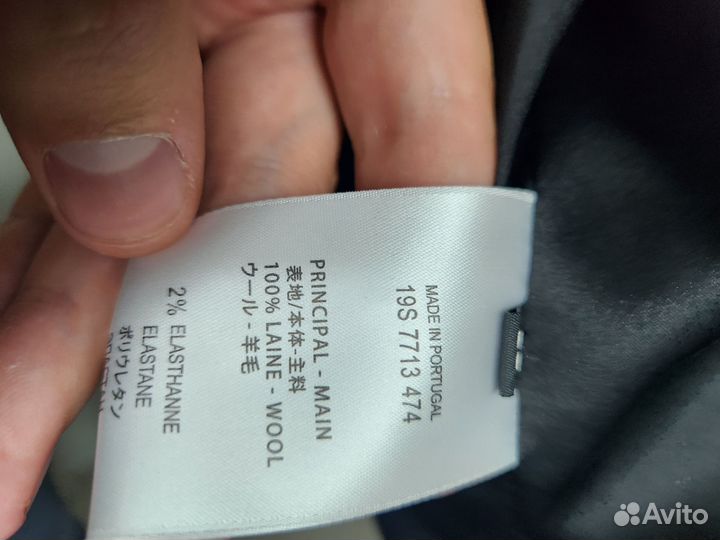 MADE IN PORTUGAL
19S 7713 474
PRINCIPAL - MAIN
表地/本体-主料
100% LAINE - WOOL
ウール - 羊毛
2% ELASTHANNE
ELASTANE
ポリウレタン
Avito